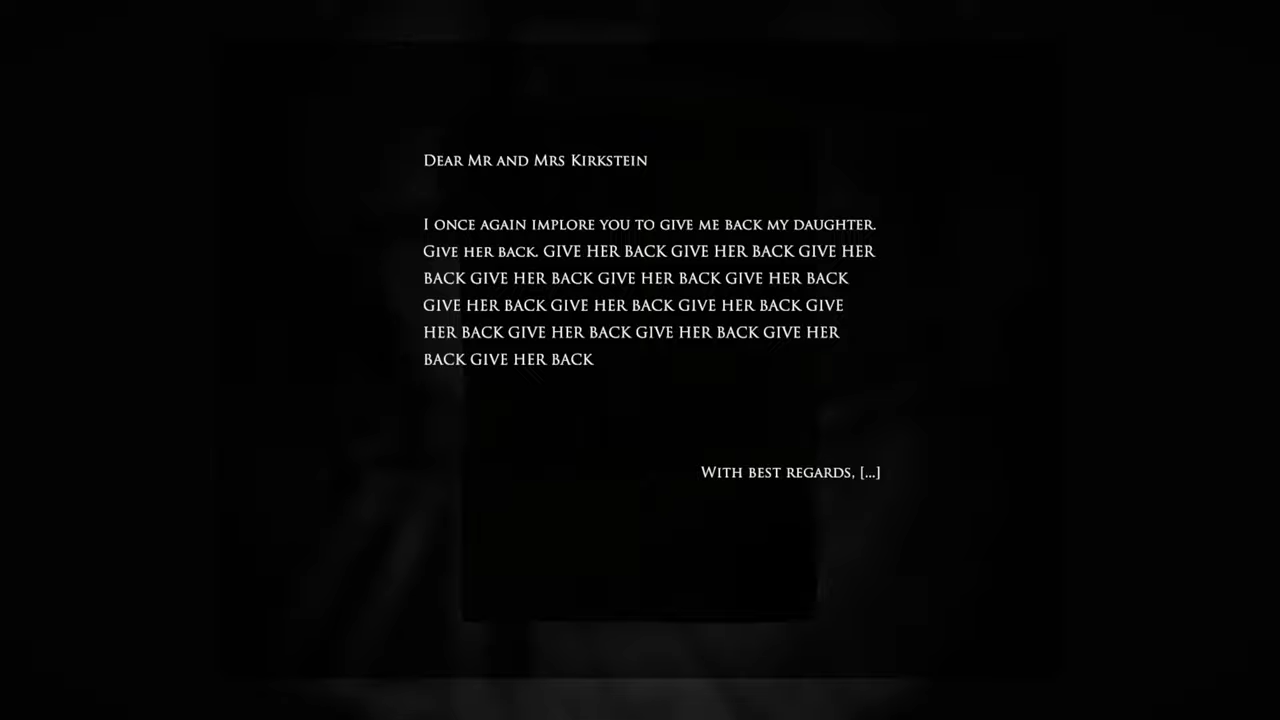 Dear Mr and Mrs Kirkstein
I once again implore you to give me back my daughter.
Give her back. GIVE HER BACK GIVE HER BACK GIVE HER
BACK GIVE HER BACK GIVE HER BACK GIVE HER BACK
GIVE HER BACK GIVE HER BACK GIVE HER BACK GIVE
HER BACK GIVE HER BACK GIVE HER BACK GIVE HER
BACK GIVE HER BACK
With best regards, [...]